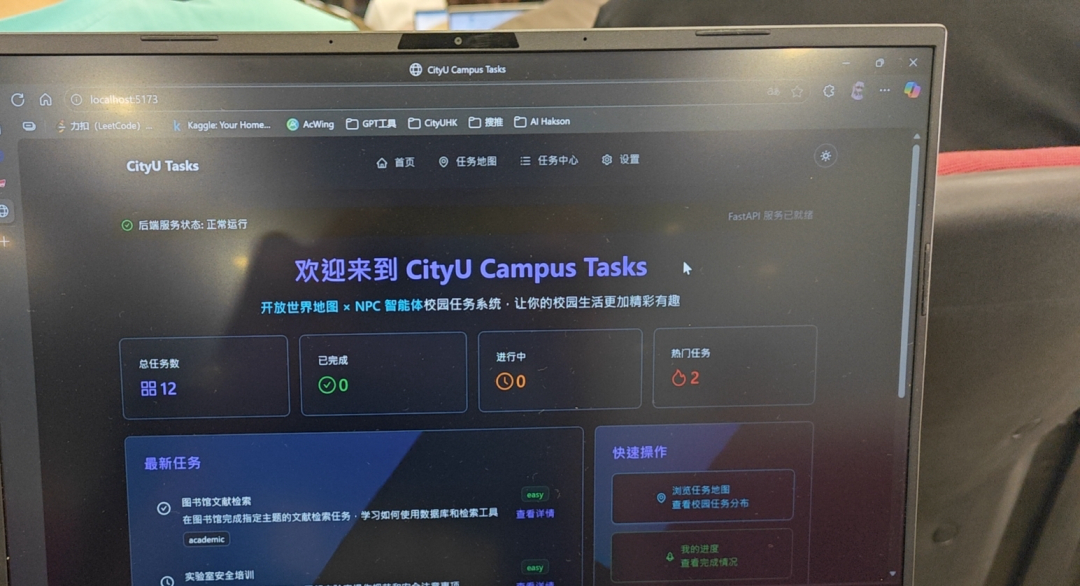 CityU Campus Tasks
localhost:5173
力扣 (LeetCode) ...
Kaggle: Your Home...
AcWing
GPT工具
CityUHK
搜推
AI Hakson
CityU Tasks
首页
任务地图
任务中心
设置
后端服务状态: 正常运行
FastAPI 服务已就绪
欢迎来到 CityU Campus Tasks
开放世界地图 × NPC 智能体校园任务系统 · 让你的校园生活更加精彩有趣
总任务数
12
已完成
0
进行中
0
热门任务
2
最新任务
图书馆文献检索
easy
在图书馆完成指定主题的文献检索任务，学习如何使用数据库和检索工具
查看详情
academic
实验室安全培训
easy
快速操作
浏览任务地图
查看校园任务分布
我的进度
查看完成情况